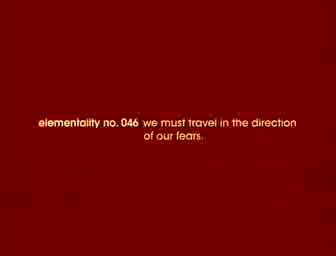 elementality no. 046 we must travel in the direction
of our fears.